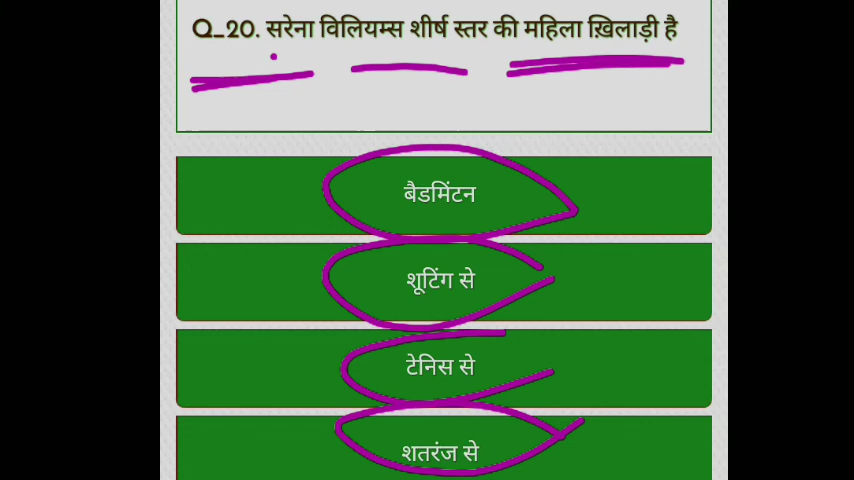 Q_20. सरेना विलियम्स शीर्ष स्तर की महिला ख़िलाड़ी है
बैडमिंटन
शूटिंग से
टेनिस से
शतरंज से